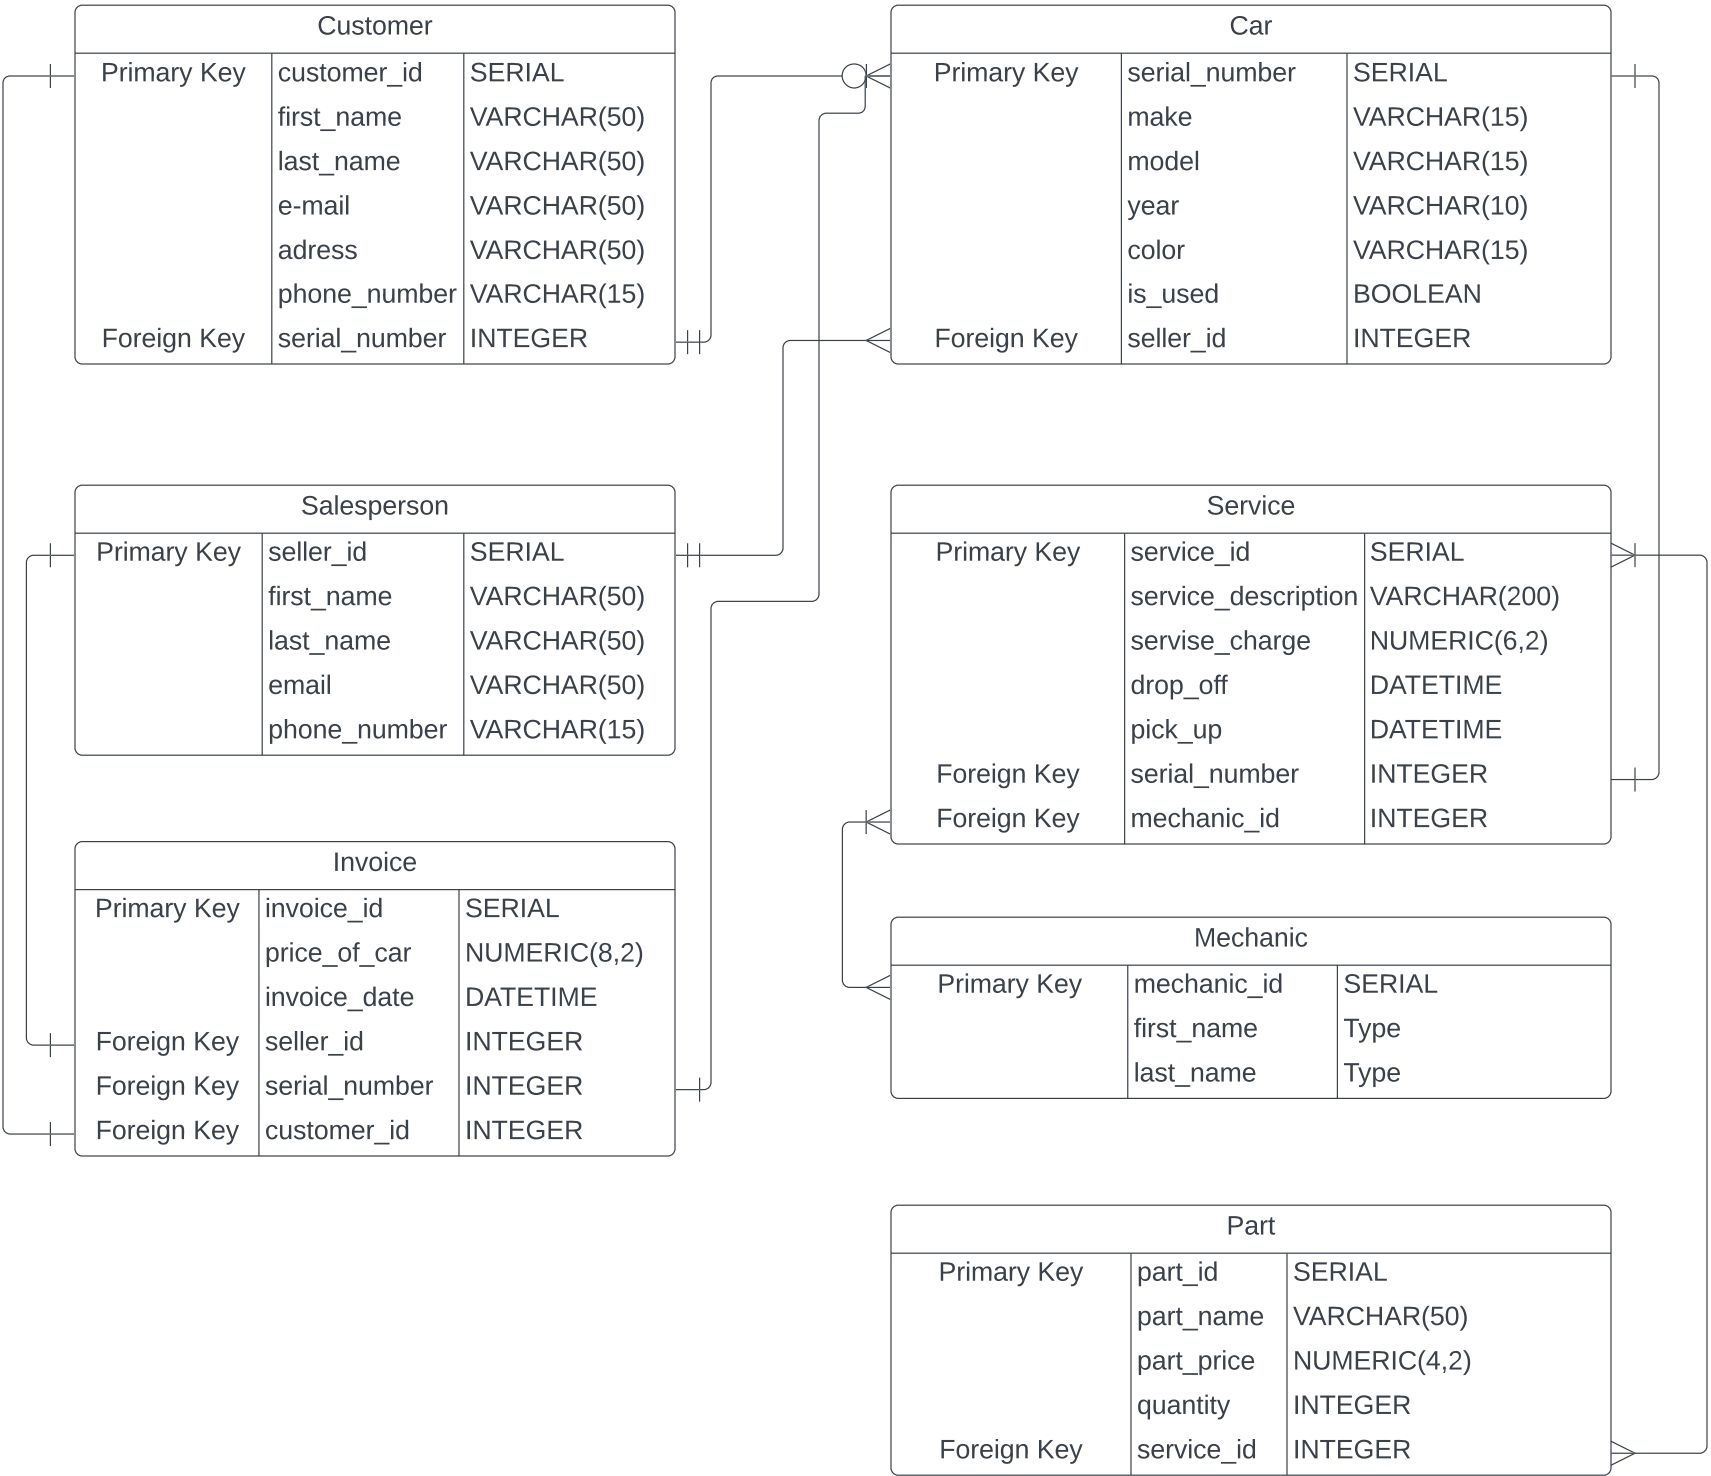 Customer
Primary Key customer_id SERIAL
first_name VARCHAR(50)
last_name VARCHAR(50)
e-mail VARCHAR(50)
adress VARCHAR(50)
phone_number VARCHAR(15)
Foreign Key serial_number INTEGER
Car
Primary Key serial_number SERIAL
make VARCHAR(15)
model VARCHAR(15)
year VARCHAR(10)
color VARCHAR(15)
is_used BOOLEAN
Foreign Key seller_id INTEGER
Salesperson
Primary Key seller_id SERIAL
first_name VARCHAR(50)
last_name VARCHAR(50)
email VARCHAR(50)
phone_number VARCHAR(15)
Service
Primary Key service_id SERIAL
service_description VARCHAR(200)
servise_charge NUMERIC(6,2)
drop_off DATETIME
pick_up DATETIME
Foreign Key serial_number INTEGER
Foreign Key mechanic_id INTEGER
Invoice
Primary Key invoice_id SERIAL
price_of_car NUMERIC(8,2)
invoice_date DATETIME
Foreign Key seller_id INTEGER
Foreign Key serial_number INTEGER
Foreign Key customer_id INTEGER
Mechanic
Primary Key mechanic_id SERIAL
first_name Type
last_name Type
Part
Primary Key part_id SERIAL
part_name VARCHAR(50)
part_price NUMERIC(4,2)
quantity INTEGER
Foreign Key service_id INTEGER